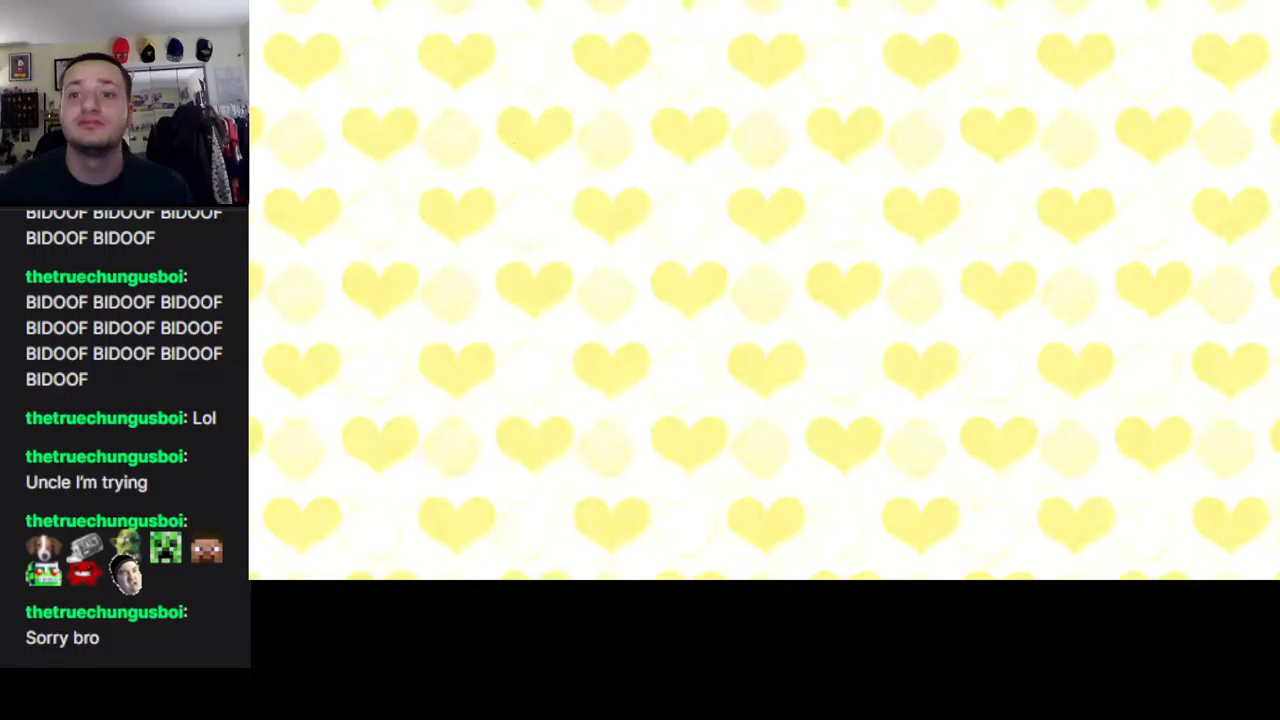 BIDOOF BIDOOF BIDOOF
BIDOOF BIDOOF
thetruechungusboi:
BIDOOF BIDOOF BIDOOF
BIDOOF BIDOOF BIDOOF
BIDOOF BIDOOF BIDOOF
BIDOOF
thetruechungusboi: Lol
thetruechungusboi:
Uncle I’m trying
thetruechungusboi:
thetruechungusboi:
Sorry bro